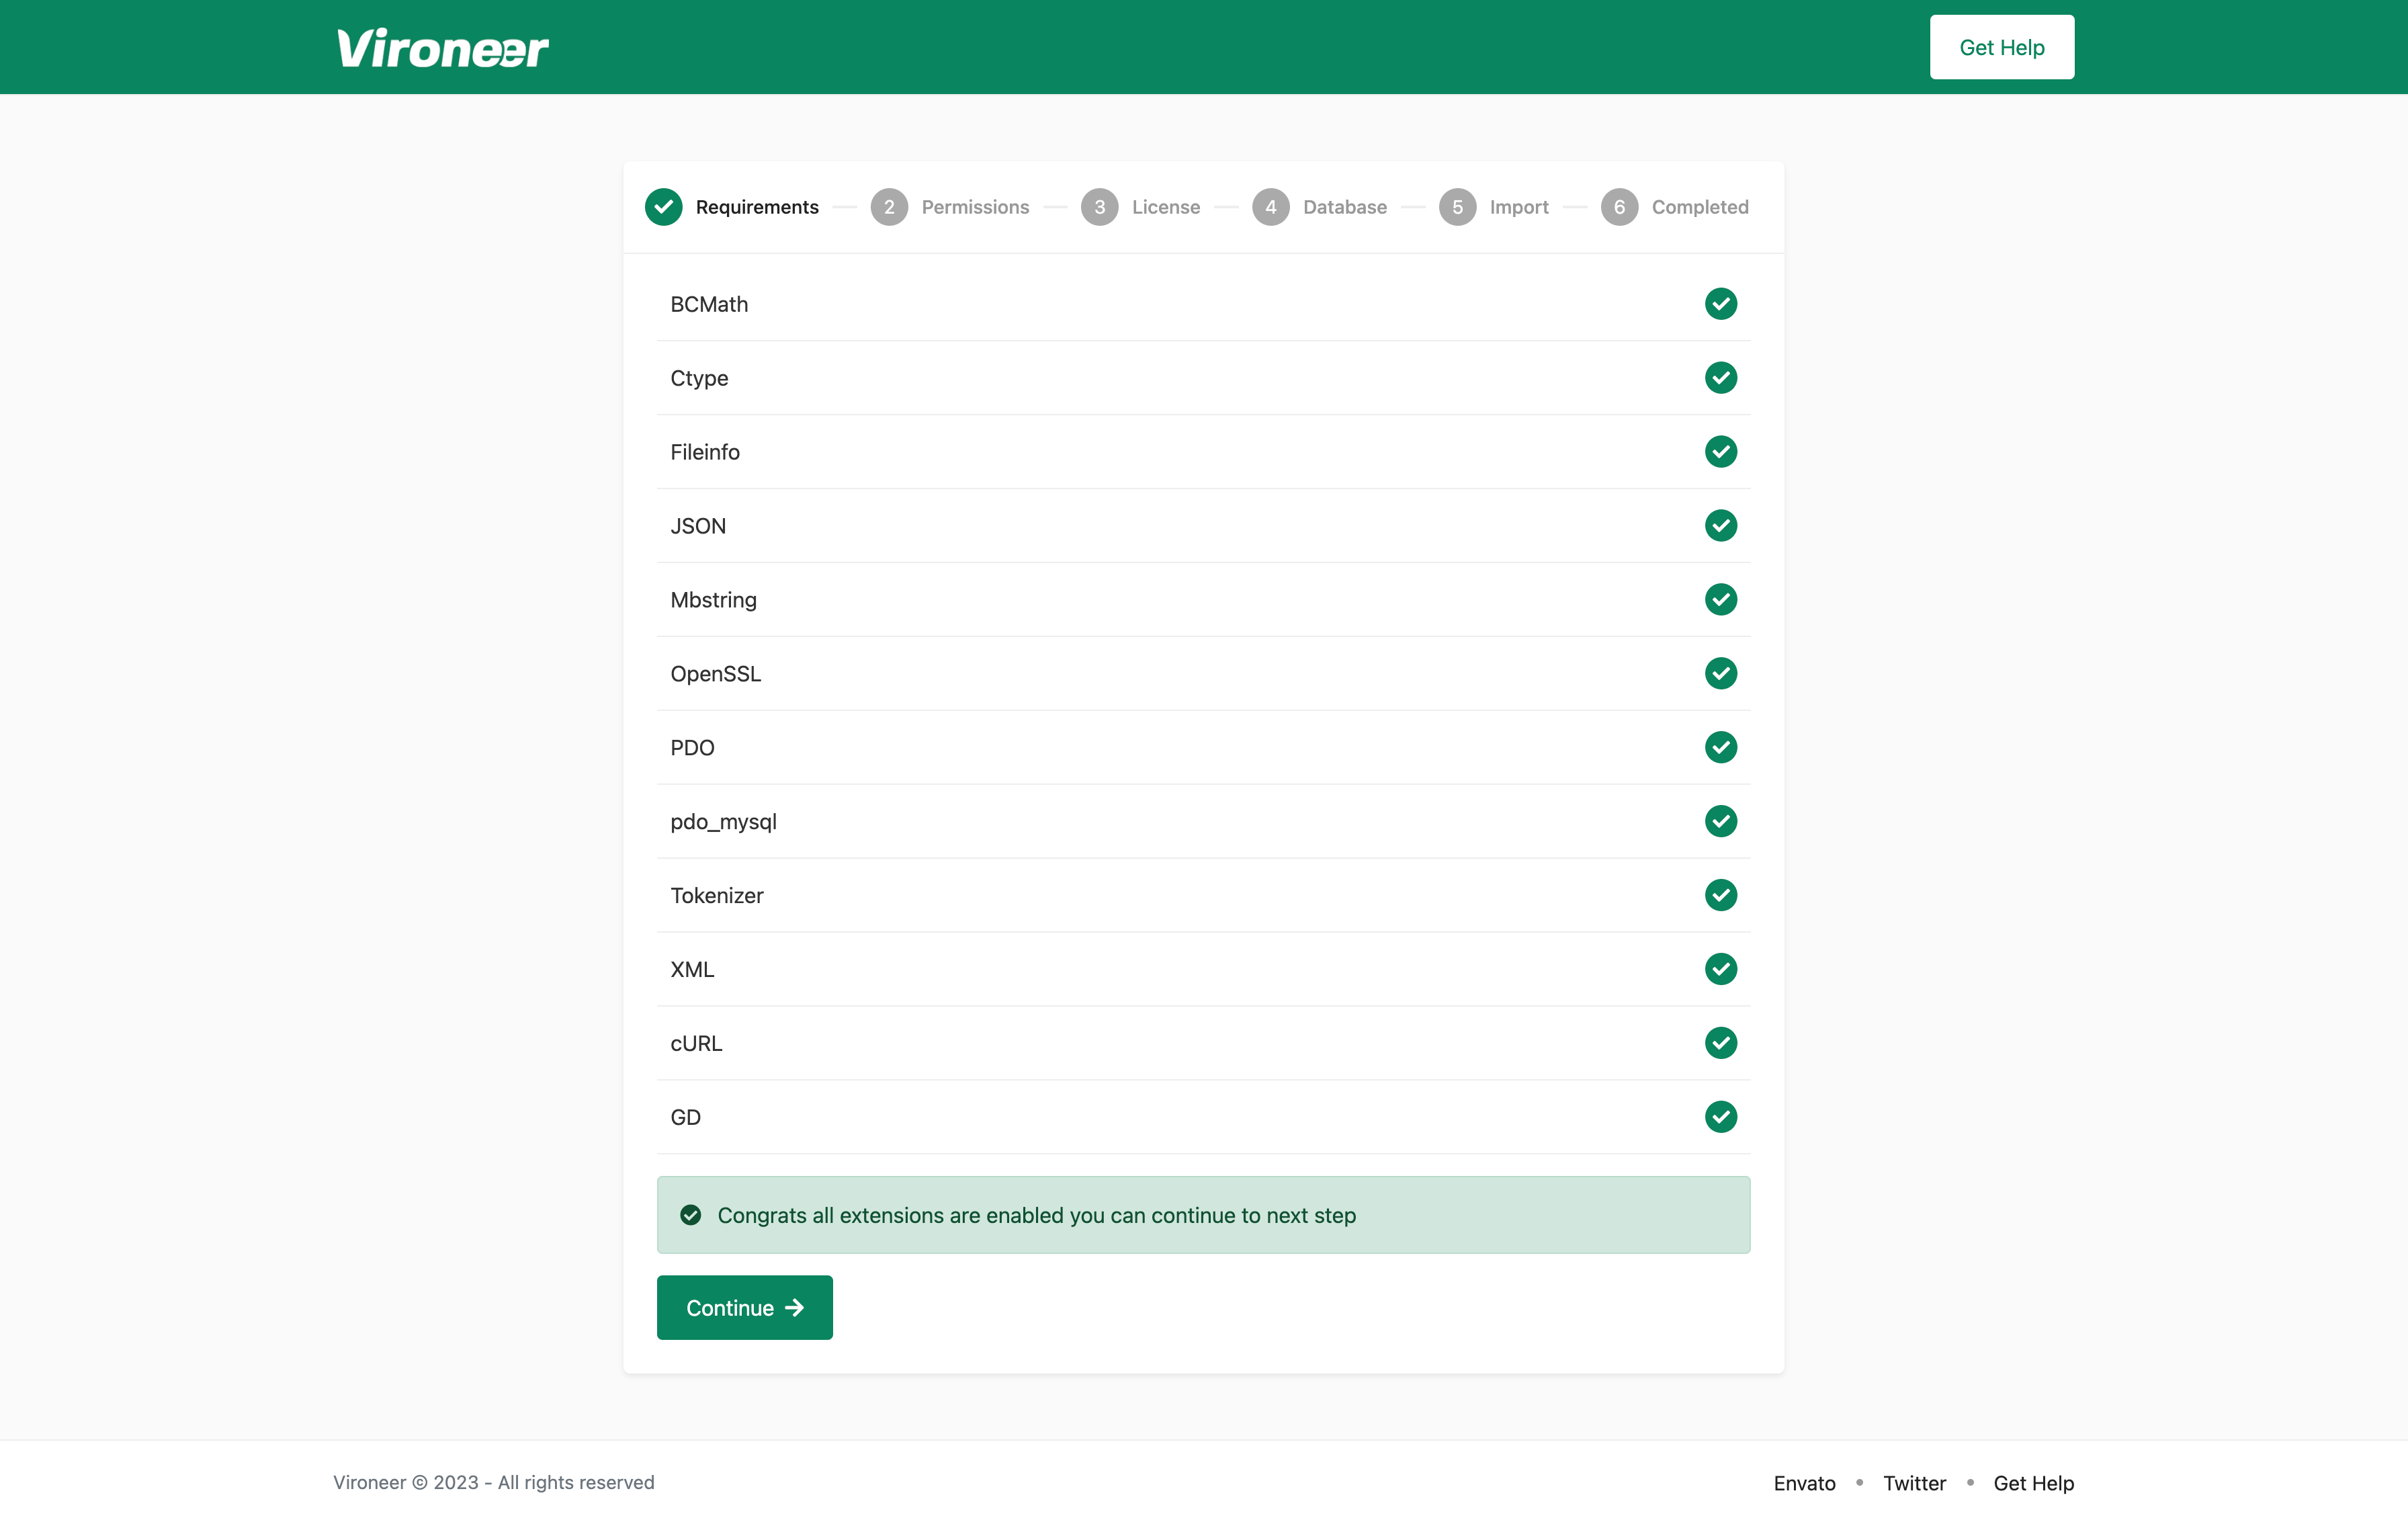 Vironeer
Get Help
Requirements
2 Permissions
3 License
4 Database
5 Import
6 Completed
BCMath
Ctype
Fileinfo
JSON
Mbstring
OpenSSL
PDO
pdo_mysql
Tokenizer
XML
cURL
GD
Congrats all extensions are enabled you can continue to next step
Continue
Vironeer © 2023 - All rights reserved
Envato • Twitter • Get Help